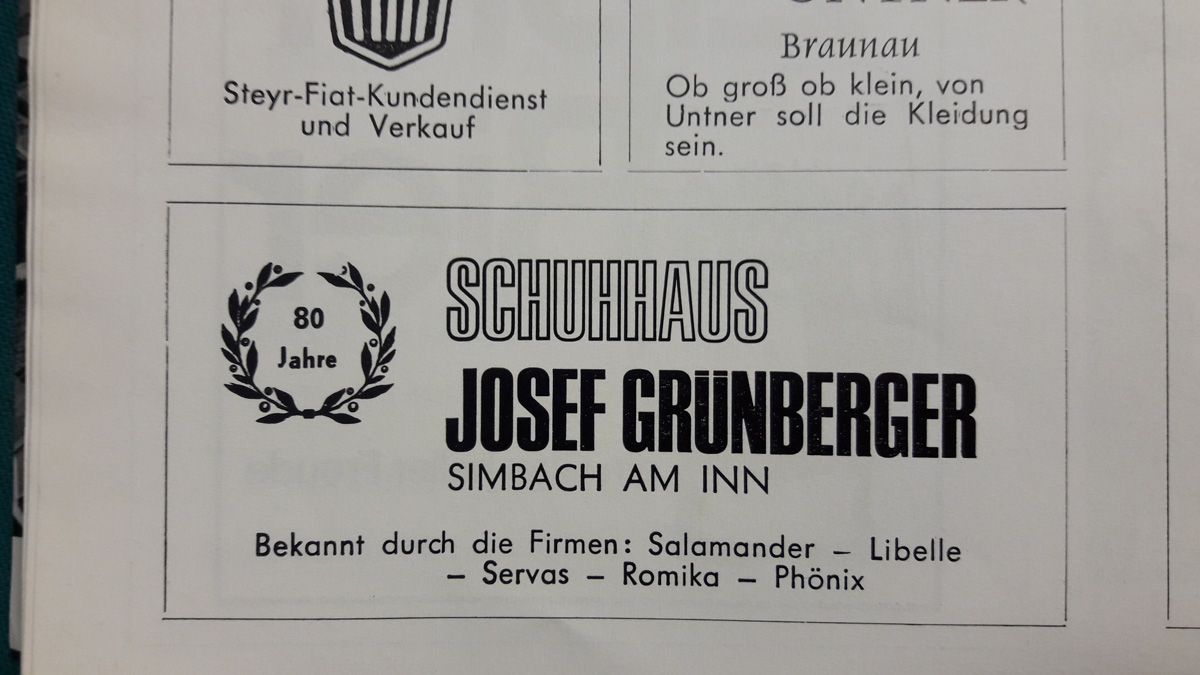 Steyr-Fiat-Kundendienst
und Verkauf
Braunau
Ob groß ob klein, von
Untner soll die Kleidung
sein.
80
Jahre
SCHUHHAUS
JOSEF GRÜNBERGER
SIMBACH AM INN
Bekannt durch die Firmen: Salamander – Libelle
– Servas – Romika – Phönix